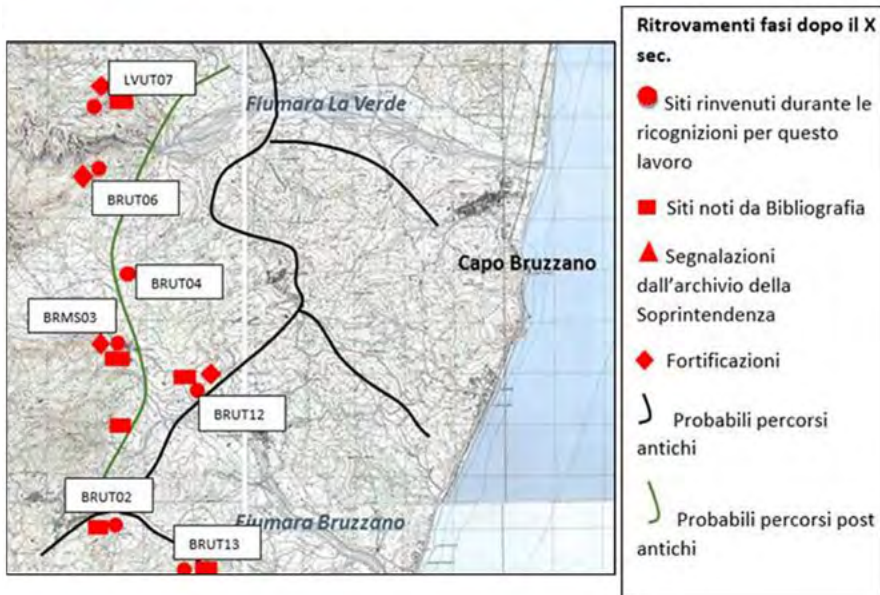 LVUT07
Fiumara La Verde
BRUT06
Capo Bruzzano
BRUT04
BRMS03
BRUT12
BRUT02
Fiumara Bruzzano
BRUT13
Ritrovamenti fasi dopo il X
sec.
Siti rinvenuti durante le
ricognizioni per questo
lavoro
Siti noti da Bibliografia
Segnalazioni
dall'archivio della
Soprintendenza
Fortificazioni
Probabili percorsi
antichi
Probabili percorsi post
antichi